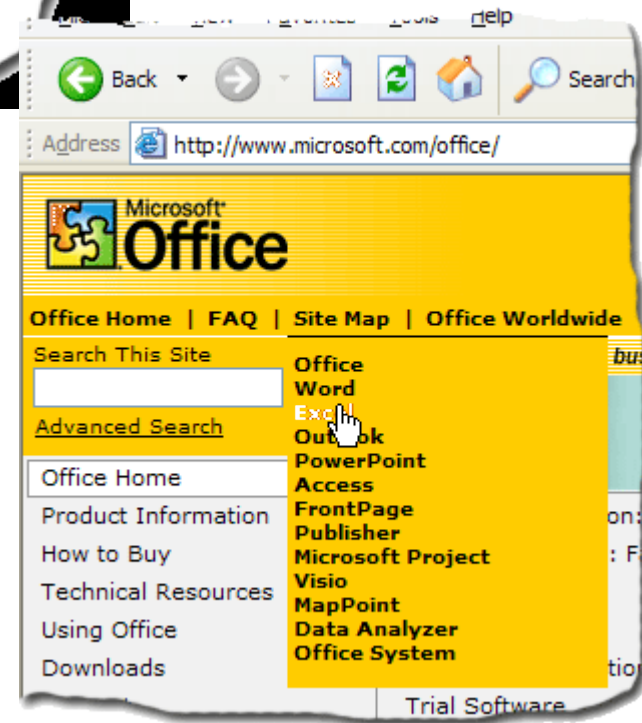 Help
Back Search
Address http://www.microsoft.com/office/
Microsoft
Office
Office Home | FAQ | Site Map | Office Worldwide
Search This Site
Advanced Search
Office
Word
Outlook
PowerPoint
Access
FrontPage
Publisher
Microsoft Project
Visio
MapPoint
Data Analyzer
Office System
Office Home
Product Information
How to Buy
Technical Resources
Using Office
Downloads
Trial Software